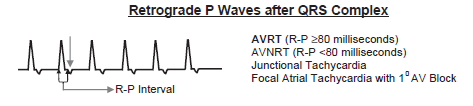 Retrograde P Waves after QRS Complex
AVRT (R-P ≥80 milliseconds)
AVNRT (R-P <80 milliseconds)
Junctional Tachycardia
Focal Atrial Tachycardia with 1⁰ AV Block
R-P Interval